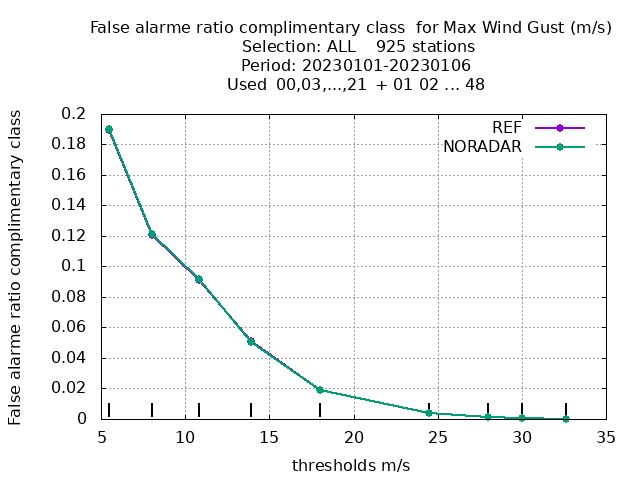 False alarme ratio complimentary class  for Max Wind Gust (m/s)
Selection: ALL    925 stations
Period: 20230101-20230106
Used  00,03,...,21  + 01 02 ... 48
False alarme ratio complimentary class
0.2
0.18
0.16
0.14
0.12
0.1
0.08
0.06
0.04
0.02
0
REF
NORADAR
5 10 15 20 25 30 35
thresholds m/s